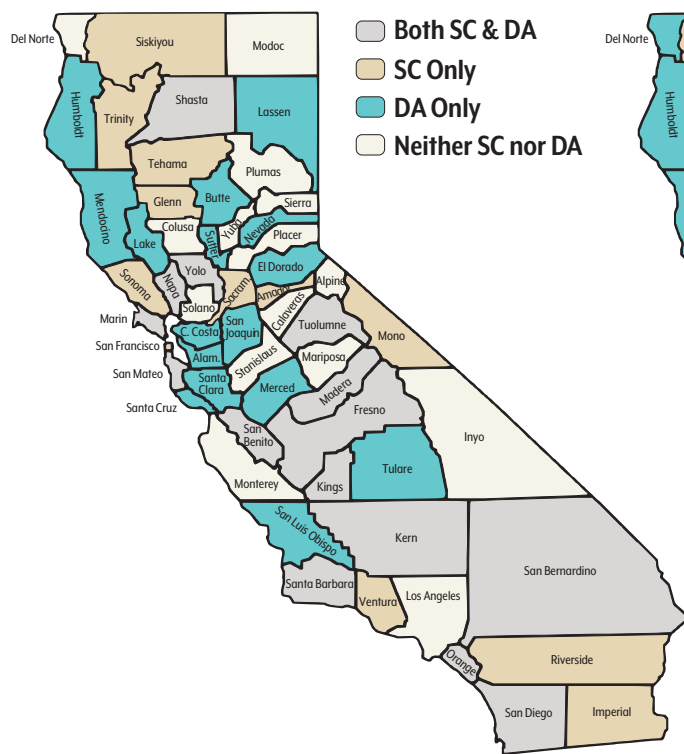 Both SC & DA
SC Only
DA Only
Neither SC nor DA
Del Norte
Siskiyou
Modoc
Humboldt
Trinity
Shasta
Lassen
Tehama
Plumas
Mendocino
Glenn
Butte
Sierra
Colusa
Lake
Sutter
Yuba
Nevada
Placer
Yolo
El Dorado
Sonoma
Napa
Sacram.
Amador
Alpine
Solano
Calaveras
Tuolumne
Mono
Marin
C. Costa
San
Joaquin
San Francisco
Alam.
Stanislaus
Mariposa
San Mateo
Santa
Clara
Merced
Madera
Santa Cruz
Fresno
San
Benito
Inyo
Tulare
Monterey
Kings
San Luis Obispo
Kern
San Bernardino
Santa Barbara
Ventura
Los Angeles
Orange
Riverside
San Diego
Imperial
Del Norte
Humboldt